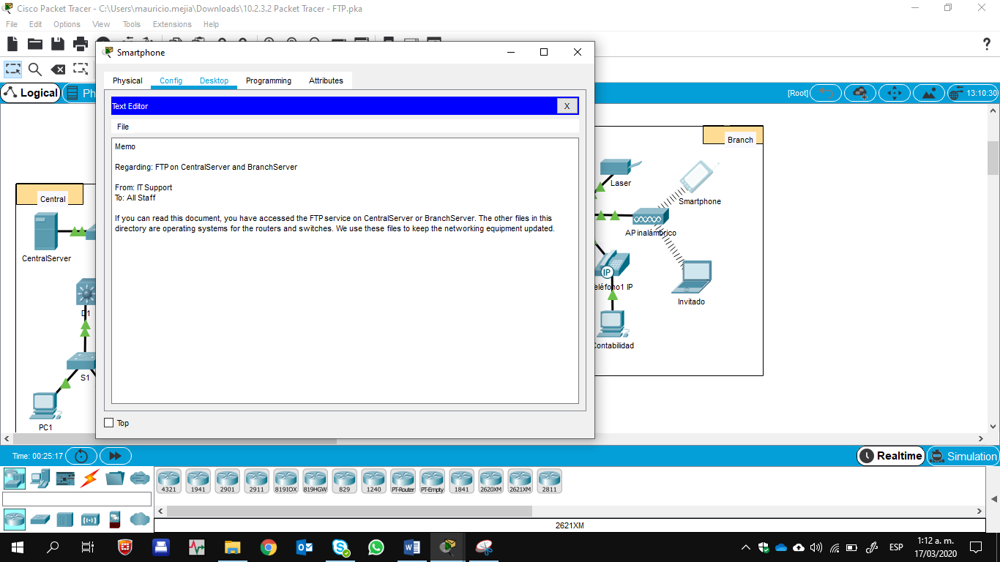 Cisco Packet Tracer - C:\Users\mauricio.mejia\Downloads\10.2.3.2 Packet Tracer - FTP.pka
File Edit Options View Tools Extensions Help
?
Smartphone
Physical Config Desktop Programming Attributes
Logical
Ph
[Root]
13:10:30
Text Editor
X
File
Memo
Regarding: FTP on CentralServer and BranchServer
From: IT Support
To: All Staff
If you can read this document, you have accessed the FTP service on CentralServer or BranchServer. The other files in this
directory are operating systems for the routers and switches. We use these files to keep the networking equipment updated.
Top
Central
CentralServer
D1
S1
PC1
Branch
Laser
Smartphone
AP inalámbrico
IP
eléfono1 IP
Invitado
Contabilidad
Time: 00:25:17
Realtime
Simulation
4321 1941 2901 2911 819IOX 819HGW 829 1240 PT-Router PT-Empty 1841 2620XM 2621XM 2811
2621XM
ESP
1:12 a. m.
17/03/2020